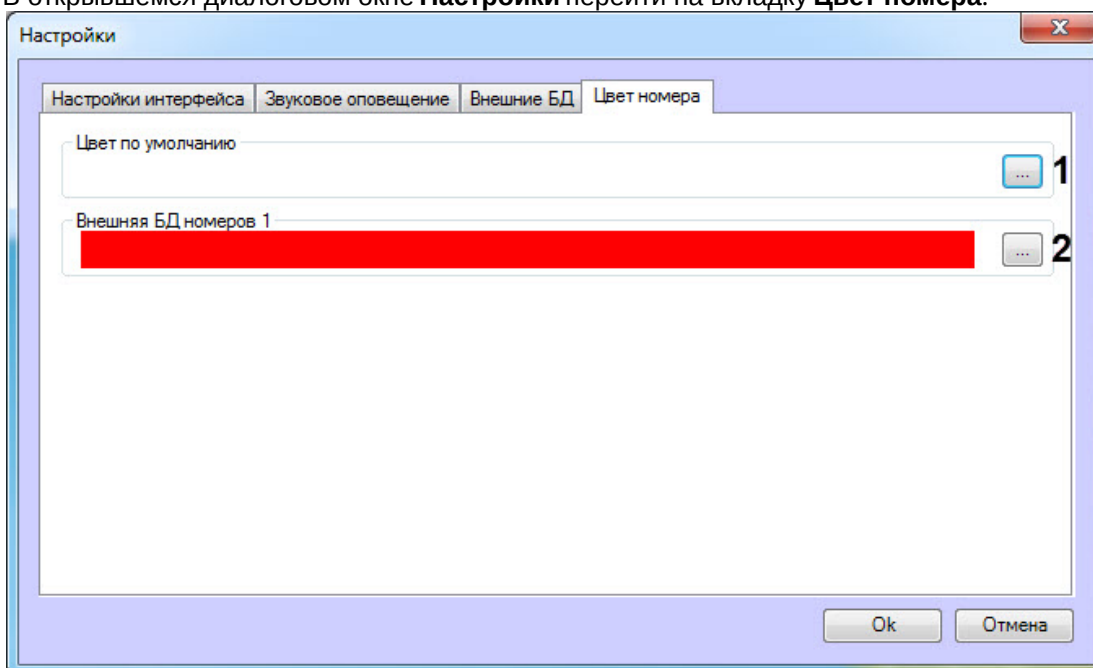 В открывшемся диалоговом окне Настройки перейти на вкладку Цвет номера.
Настройки
Настройки интерфейса Звуковое оповещение Внешние БД Цвет номера
Цвет по умолчанию
... 1
Внешняя БД номеров 1
... 2
Ok Отмена